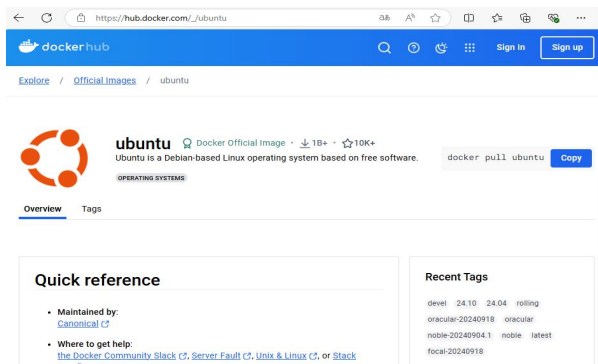 https://hub.docker.com/_/ubuntu
dockerhub
Sign In
Sign up
Explore / Official Images / ubuntu
ubuntu Docker Official Image · 1B+ · 10K+
Ubuntu is a Debian-based Linux operating system based on free software.
OPERATING SYSTEMS
docker pull ubuntu Copy
Overview Tags
Quick reference
• Maintained by:
Canonical
• Where to get help:
the Docker Community Slack, Server Fault, Unix & Linux, or Stack
Recent Tags
devel 24.10 24.04 rolling
oracular-20240918 oracular
noble-20240904.1 noble latest
focal-20240918